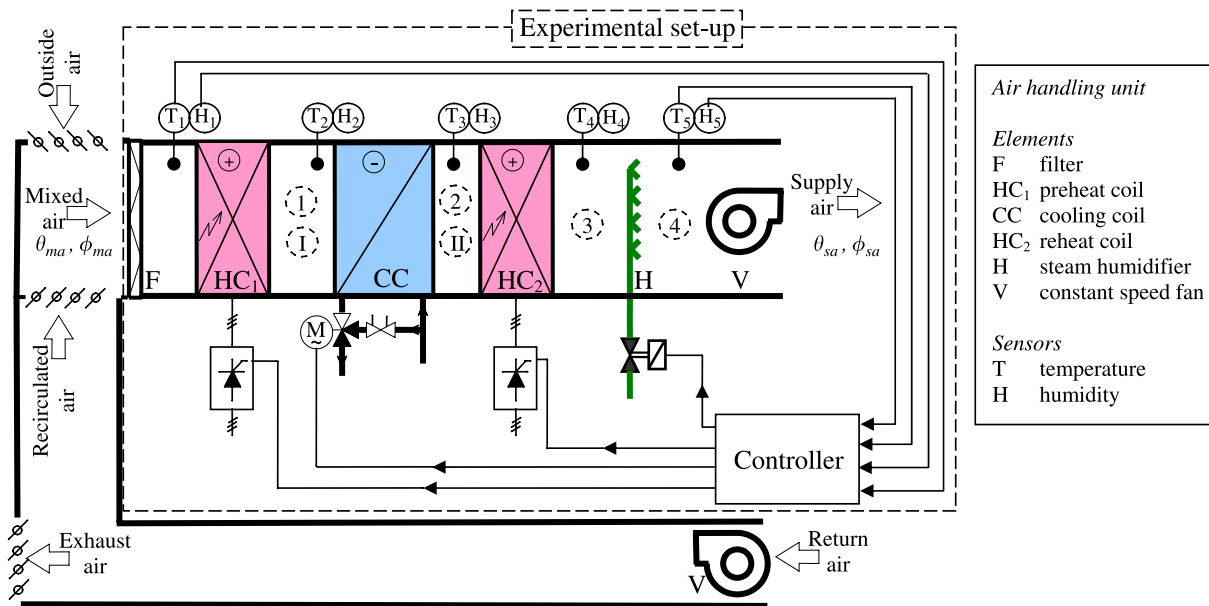 Experimental set-up
Outside
air
T1 H1
T2 H2
T3 H3
T4 H4
T5 H5
+
-
+
Mixed
air
θma, ϕma
1
I
2
II
3
4
Supply
air
θsa, ϕsa
F
HC1
CC
HC2
H
V
M
~
Recirculated
air
Controller
Exhaust
air
V
Return
air
Air handling unit
Elements
F filter
HC1 preheat coil
CC cooling coil
HC2 reheat coil
H steam humidifier
V constant speed fan
Sensors
T temperature
H humidity